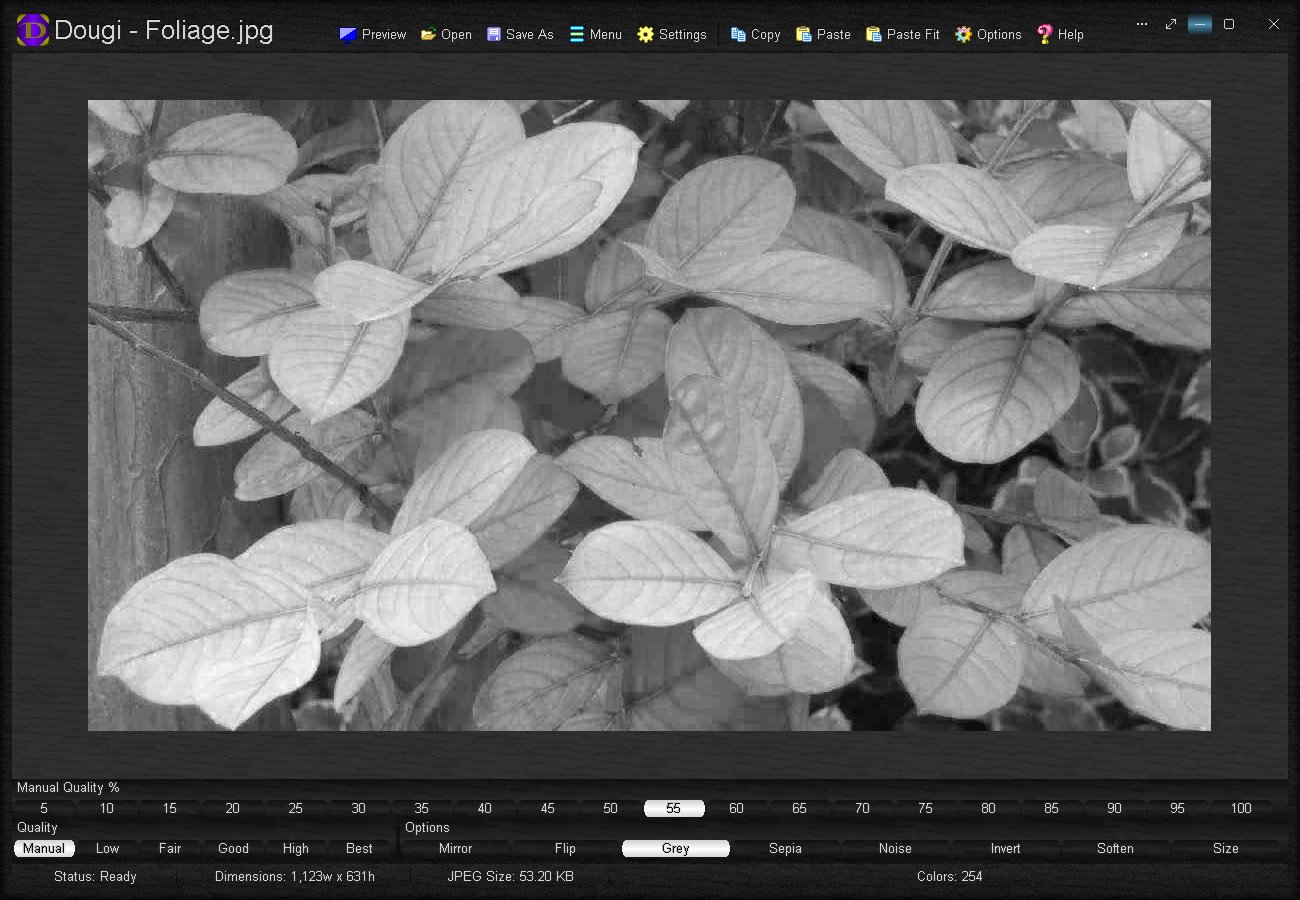 D Dougi - Foliage.jpg
Preview Open Save As Menu Settings Copy Paste Paste Fit Options Help
Manual Quality %
5 10 15 20 25 30 35 40 45 50 55 60 65 70 75 80 85 90 95 100
Quality Options
Manual Low Fair Good High Best Mirror Flip Grey Sepia Noise Invert Soften Size
Status: Ready Dimensions: 1,123w x 631h JPEG Size: 53.20 KB Colors: 254